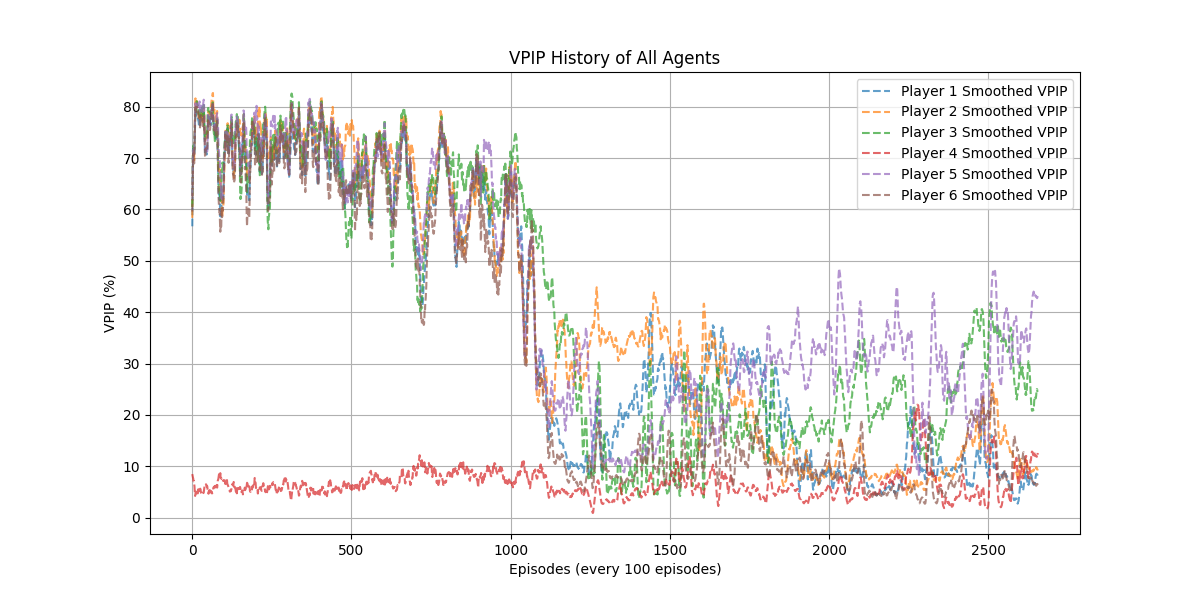 VPIP History of All Agents
VPIP (%)
80
70
60
50
40
30
20
10
0
Player 1 Smoothed VPIP
Player 2 Smoothed VPIP
Player 3 Smoothed VPIP
Player 4 Smoothed VPIP
Player 5 Smoothed VPIP
Player 6 Smoothed VPIP
0 500 1000 1500 2000 2500
Episodes (every 100 episodes)